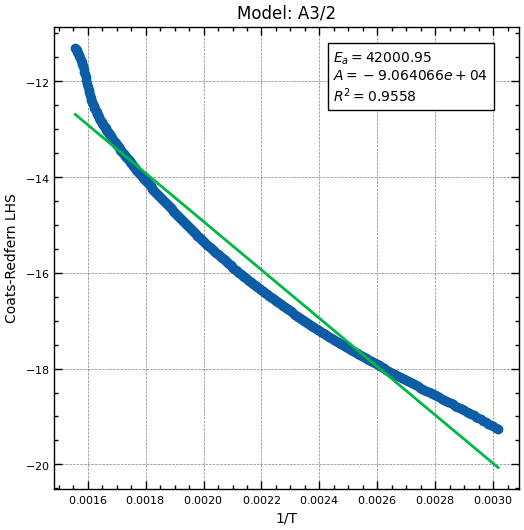 Model: A3/2
E_a = 42000.95
A = −9.064066e + 04
R² = 0.9558
Coats-Redfern LHS
−12
−14
−16
−18
−20
0.0016 0.0018 0.0020 0.0022 0.0024 0.0026 0.0028 0.0030
1/T